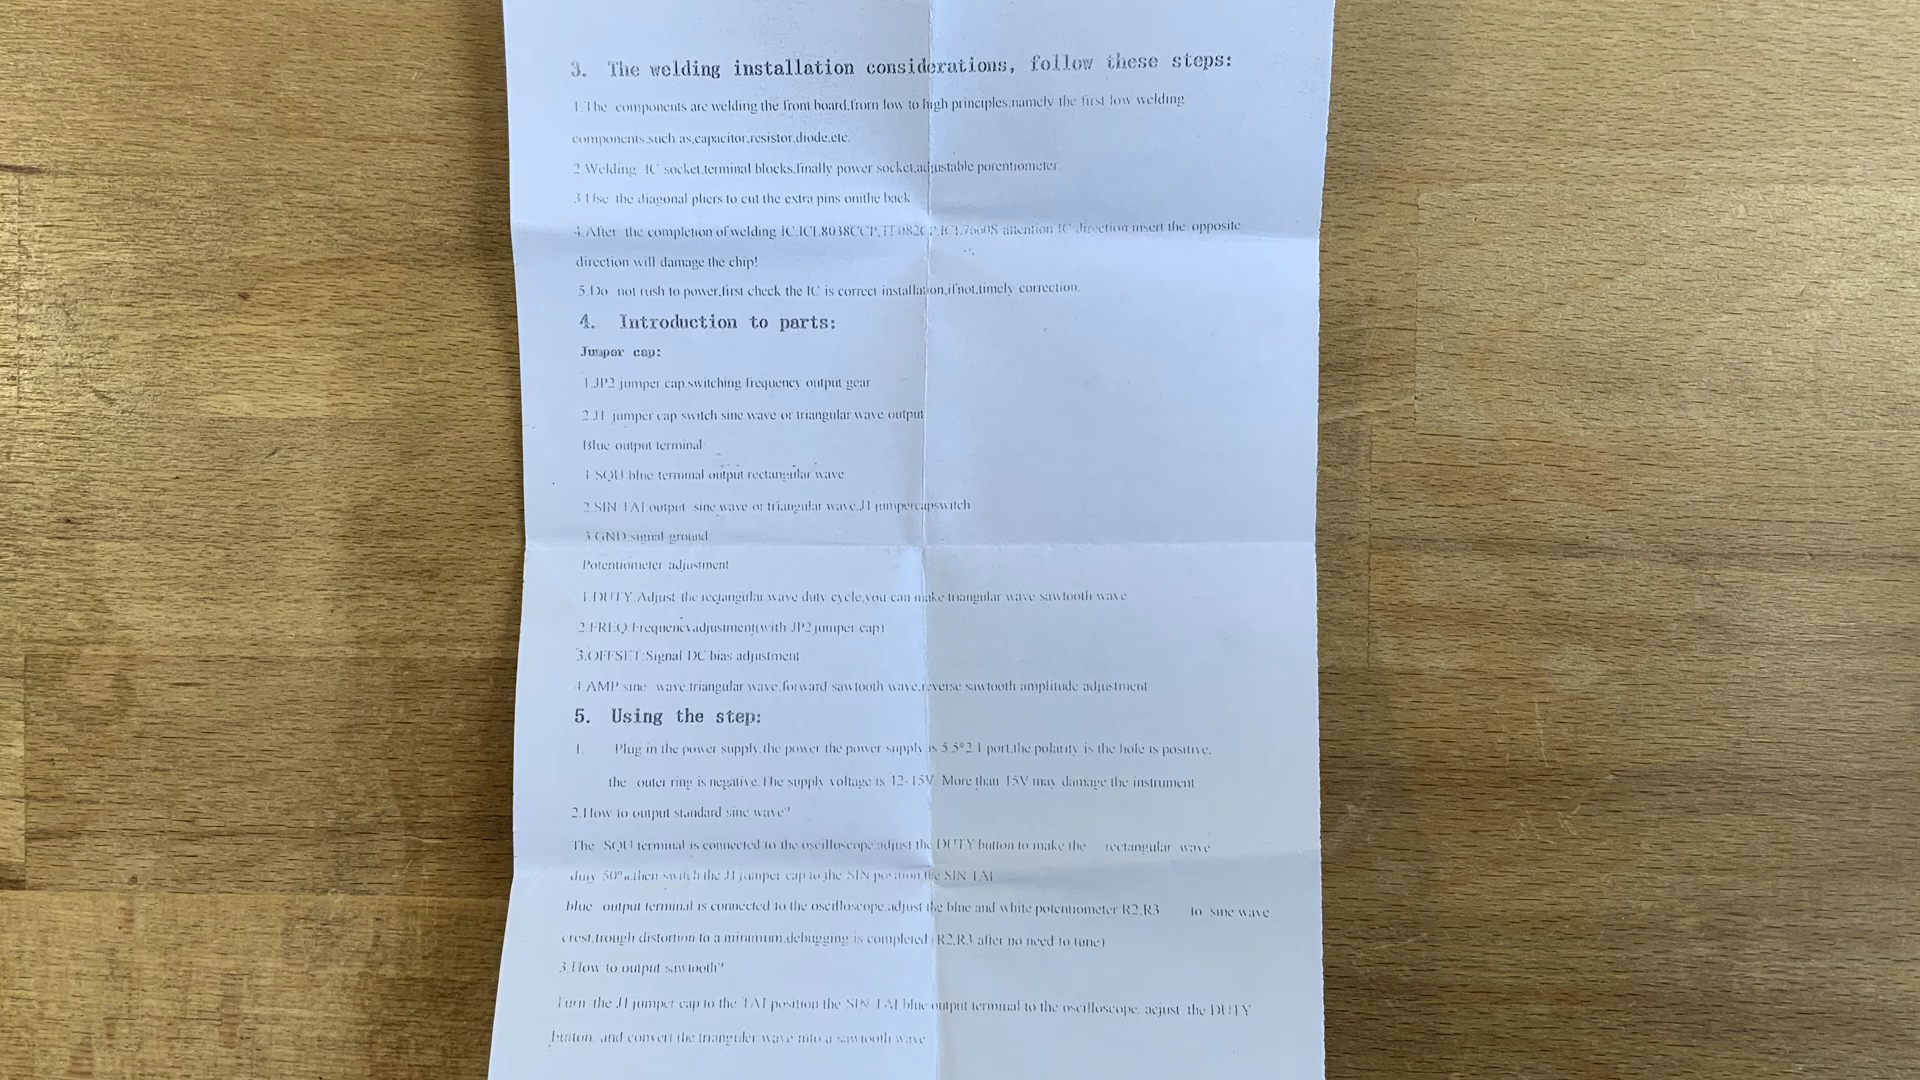 3. The welding installation considerations, follow these steps:
1.The components are welding the front board,from low to high principles,namely the first low welding
components,such as,capacitor,resistor,diode,etc.
2.Welding IC socket,terminal blocks,finally power socket,adjustable porentiometer
3.Use the diagonal pliers to cut the extra pins onithe back
4.After the completion of welding IC,ICL8038CCP,TL082CP,ICL7660S attention IC direction insert the opposite
direction will damage the chip!
5.Do not rush to power,first check the IC is correct installation,ifnot,timely correction.
4. Introduction to parts:
Jumper cap:
1.JP2 jumper cap,switching frequency output gear
2.J1 jumper cap switch sine wave or triangular wave output
Blue output terminal:
1.SQU blue terminal output rectangular wave
2.SIN/TAI:output sine wave or triangular wave.J1 jumpercapswitch
3.GND signal ground
Potentiometer adjustment
1.DUTY.Adjust the rectangular wave duty cycle,you can make triangular wave sawtooth wave
2.FREQ Frequencyadjustment(with JP2 jumper cap)
3.OFFSET:Signal DC bias adjustment
4.AMP sine wave,triangular wave,forward sawtooth wave,reverse sawtooth amplitude adjustment
5. Using the step:
1. Plug in the power supply,the power the power supply is 5.5*2.1 port,the polarity is the hole is positive,
the outer ring is negative.The supply voltage is 12-15V. More than 15V may damage the instrument
2.How to output standard sine wave?
The SQU terminal is connected to the oscilloscope,adjust the DUTY button to make the rectangular wave
duty 50%,then switch the J1 jumper cap to the SIN position,the SIN/TAI
blue output terminal is connected to the oscilloscope,adjust the blue and white potentiometer R2,R3 to sine wave
crest,trough distortion to a minimum,debugging is completed (R2,R3 after no need to tune)
3.How to output sawtooth?
Turn the J1 jumper cap to the TAI position the SIN/TAI blue output terminal to the oscilloscope, aejust the DUTY
button, and convert the trianguler wave into a sawtooth wave